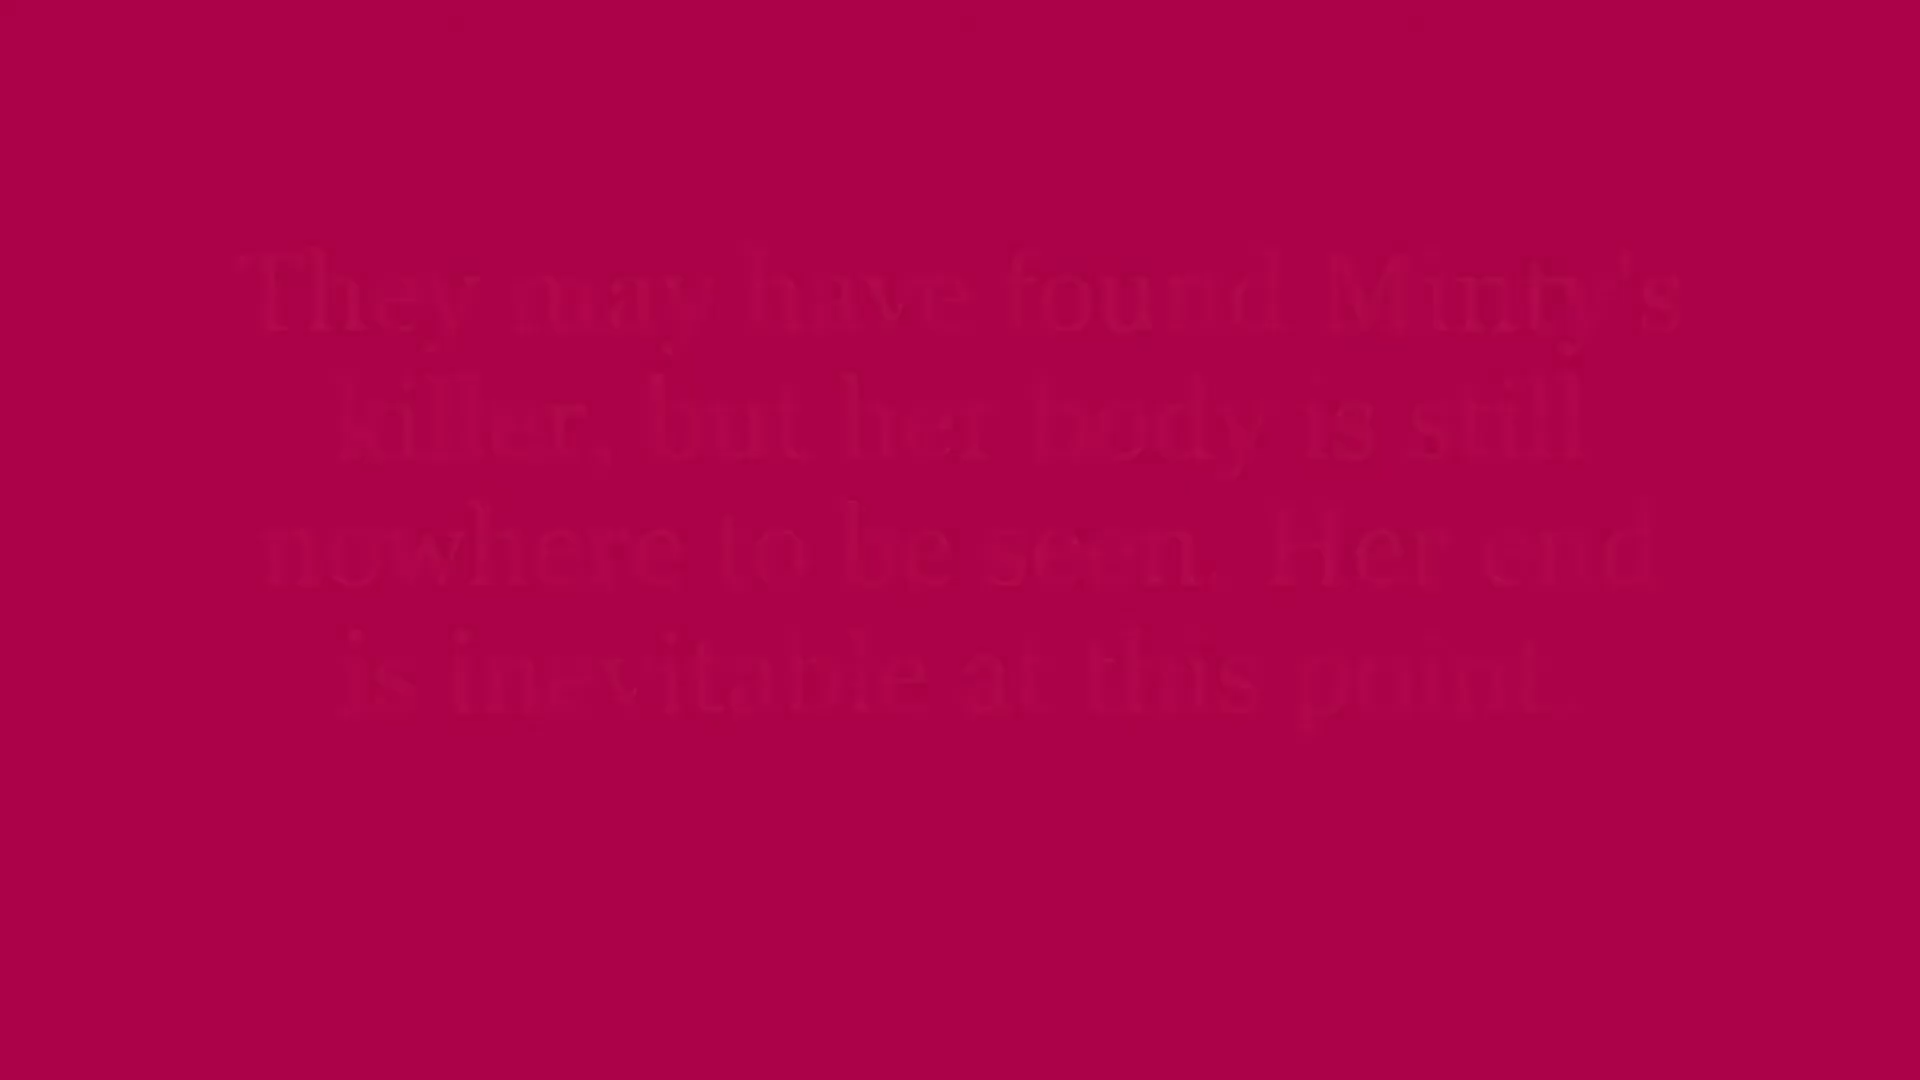 They may have found Minty's
killer, but her body is still
nowhere to be seen. Her end
is inevitable at this point.